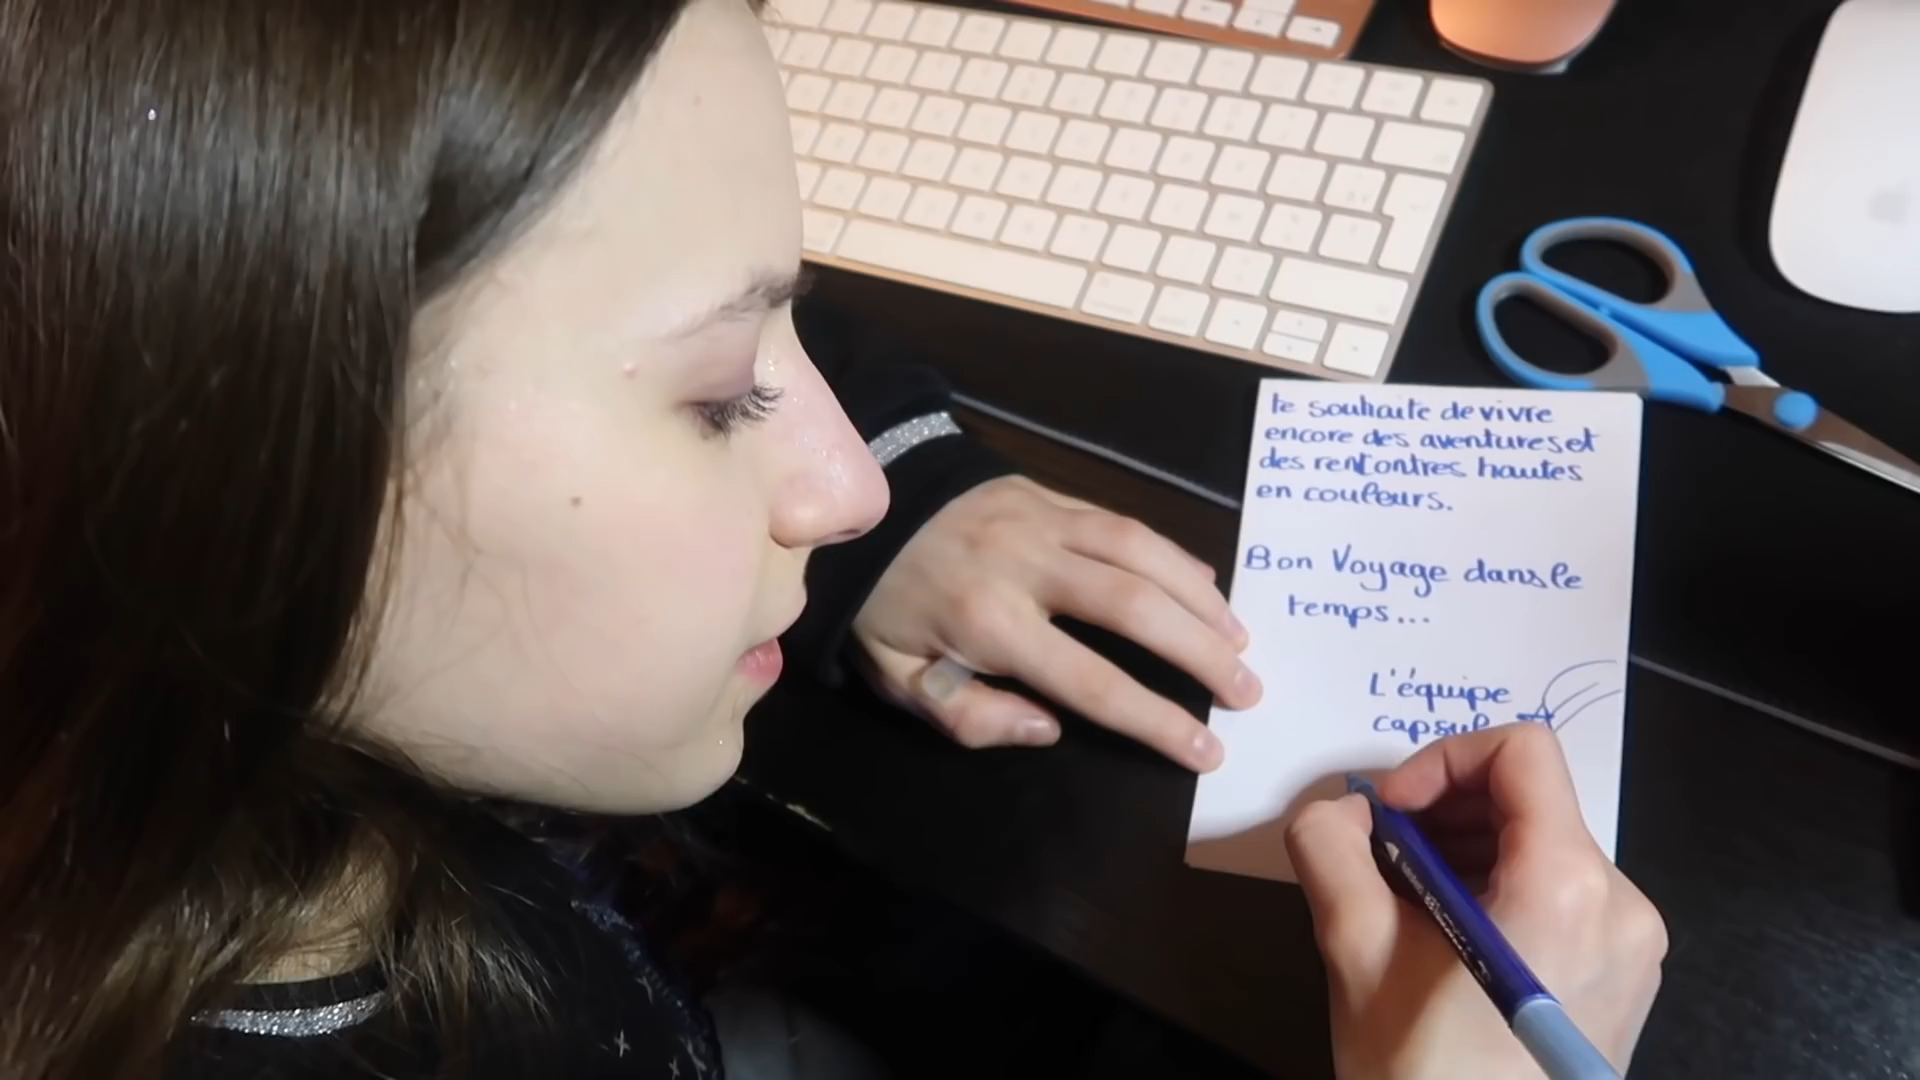 te souhaite de vivre
encore des aventures et
des rencontres hautes
en couleurs.
Bon Voyage dans le
temps...
L'équipe
capsul